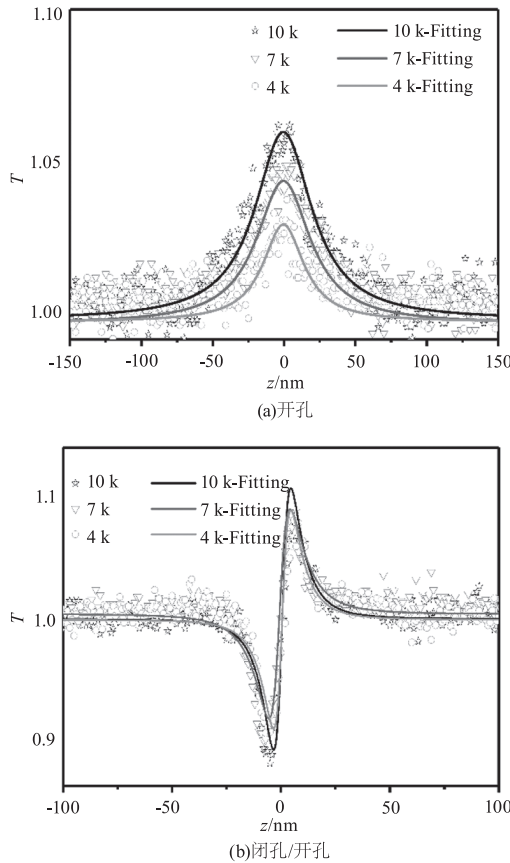 1.10
10 k 10 k-Fitting
7 k 7 k-Fitting
4 k 4 k-Fitting
1.05
T
1.00
-150 -100 -50 0 50 100 150
z/nm
(a)开孔
1.1
10 k 10 k-Fitting
7 k 7 k-Fitting
4 k 4 k-Fitting
T
1.0
0.9
-100 -50 0 50 100
z/nm
(b)闭孔/开孔